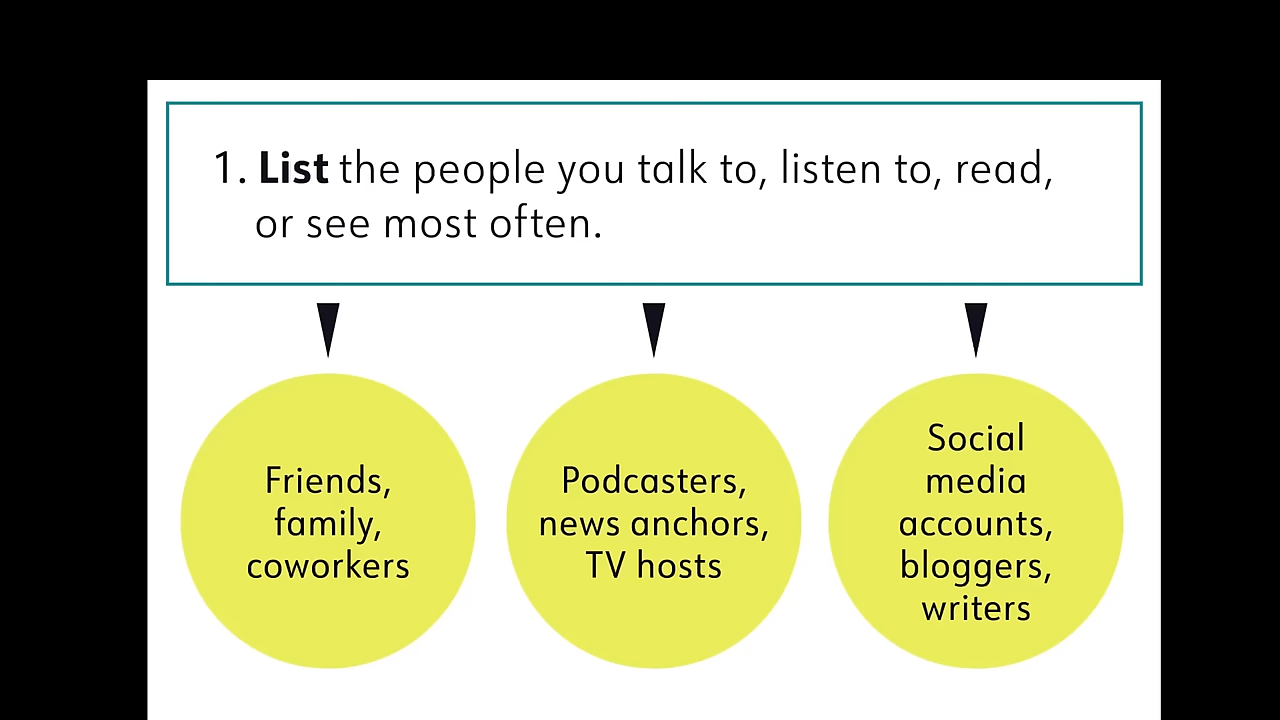 1. List the people you talk to, listen to, read,
or see most often.
Friends,
family,
coworkers
Podcasters,
news anchors,
TV hosts
Social
media
accounts,
bloggers,
writers